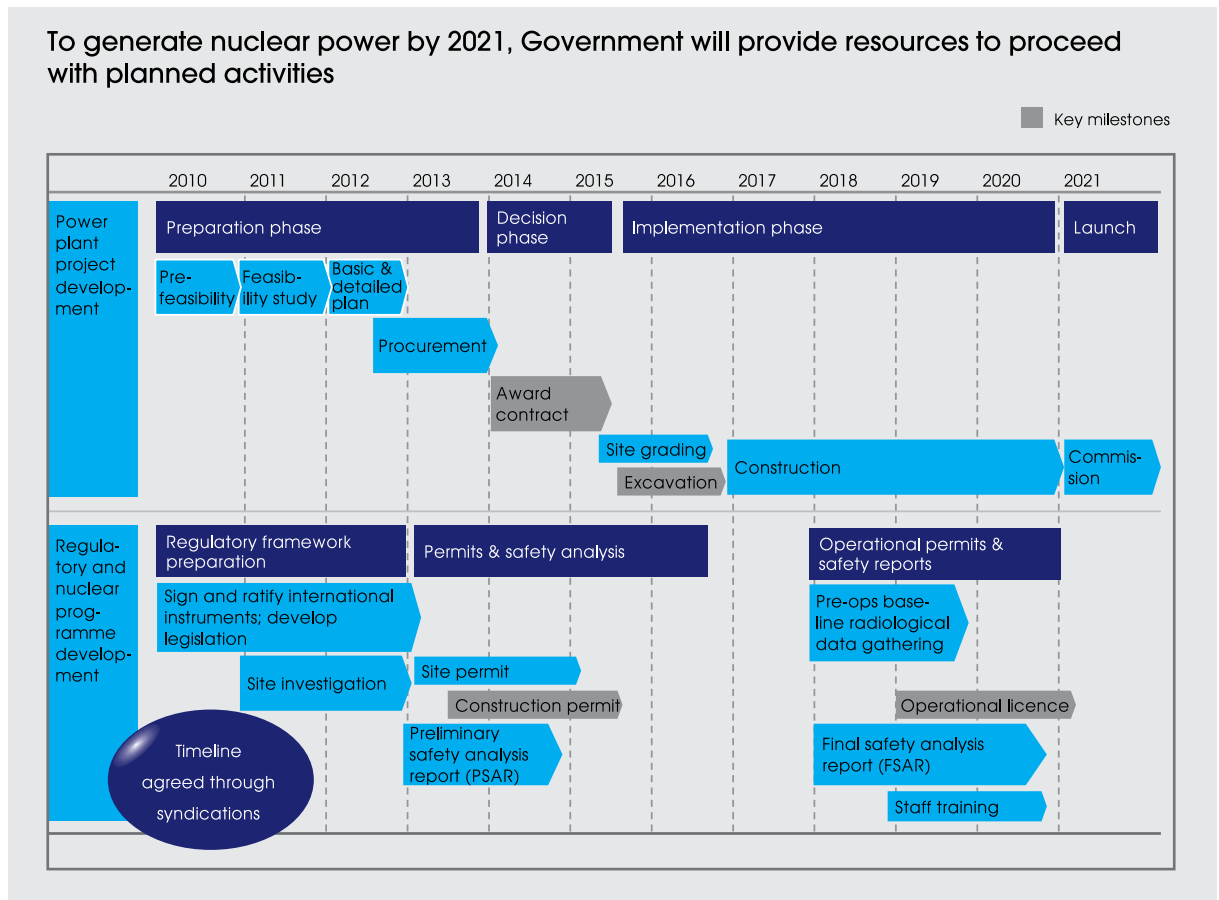 To generate nuclear power by 2021, Government will provide resources to proceed
with planned activities
Key milestones
2010 2011 2012 2013 2014 2015 2016 2017 2018 2019 2020 2021
Power
plant
project
develop-
ment
Preparation phase
Decision
phase
Implementation phase
Launch
Pre-
feasibility
Feasib-
ility study
Basic &
detailed
plan
Procurement
Award
contract
Site grading
Excavation
Construction
Commis-
sion
Regula-
tory and
nuclear
prog-
ramme
develop-
ment
Regulatory framework
preparation
Permits & safety analysis
Operational permits &
safety reports
Sign and ratify international
instruments; develop
legislation
Pre-ops base-
line radiological
data gathering
Site investigation
Site permit
Construction permit
Operational licence
Preliminary
safety analysis
report (PSAR)
Final safety analysis
report (FSAR)
Staff training
Timeline
agreed through
syndications